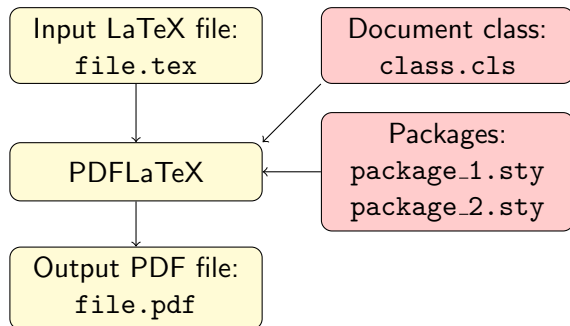 Input LaTeX file:
file.tex
Document class:
class.cls
PDFLaTeX
Packages:
package_1.sty
package_2.sty
Output PDF file:
file.pdf